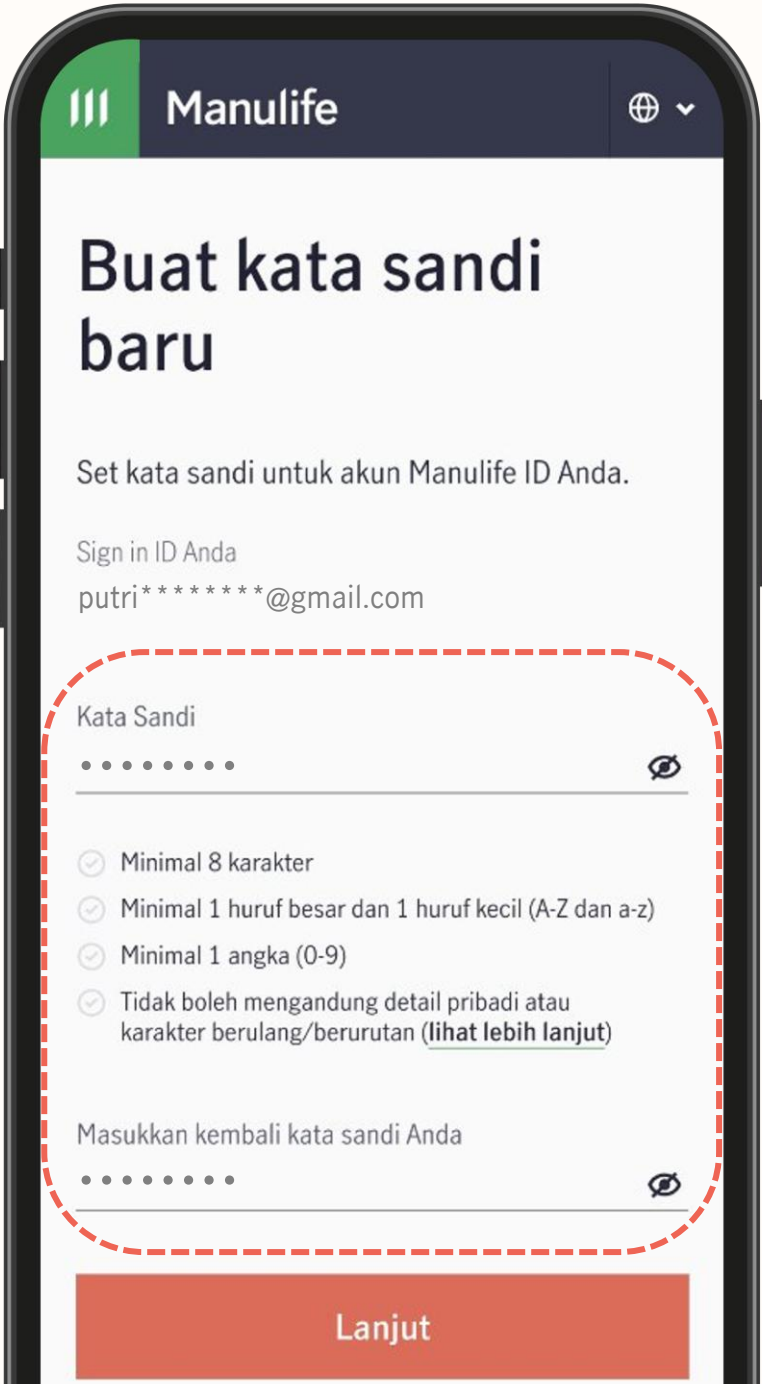 Manulife
Buat kata sandi
baru
Set kata sandi untuk akun Manulife ID Anda.
Sign in ID Anda
putri********@gmail.com
Kata Sandi
••••••••
Minimal 8 karakter
Minimal 1 huruf besar dan 1 huruf kecil (A-Z dan a-z)
Minimal 1 angka (0-9)
Tidak boleh mengandung detail pribadi atau
karakter berulang/berurutan (lihat lebih lanjut)
Masukkan kembali kata sandi Anda
••••••••
Lanjut